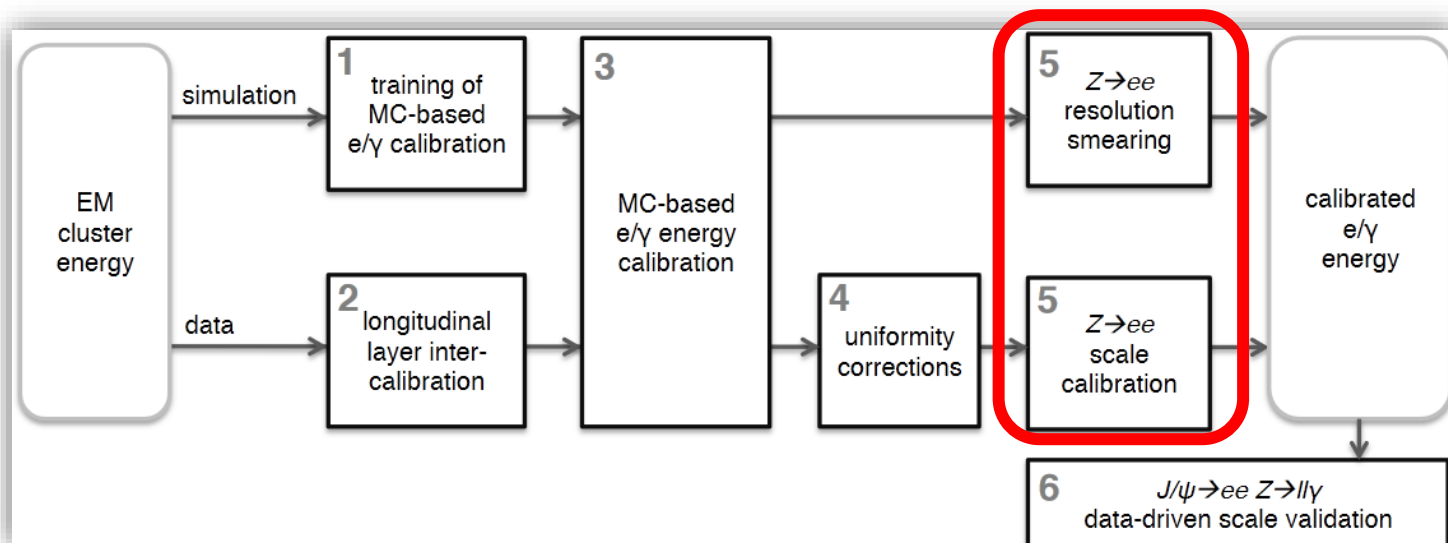 EM
cluster
energy
simulation
data
1
training of
MC-based
e/γ calibration
2
longitudinal
layer inter-
calibration
3
MC-based
e/γ energy
calibration
4
uniformity
corrections
5
Z→ee
resolution
smearing
5
Z→ee
scale
calibration
calibrated
e/γ
energy
6
J/ψ→ee Z→llγ
data-driven scale validation